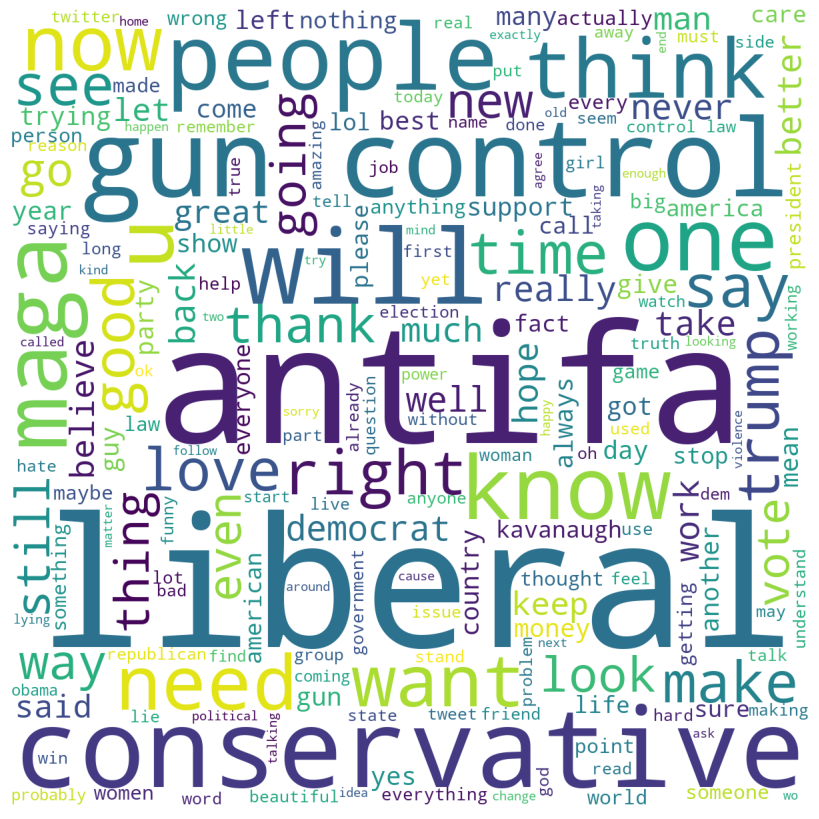 twitter
home
wrong
left
nothing
real
many
actually
man
care
now
people
think
exactly
away
must
end
side
see
made
put
trying
let
come
going
today
new
every
never
better
person
happen
remember
lol
best
name
done
old
seem
control law
reason
gun control
go
true
amazing
job
agree
girl
enough
president
year
u
great
tell
anything
support
taking
big
america
saying
little
show
please
mind
call
time
one
long
will
first
kind
back
help
try
yet
really
give
watch
say
working
maga
good
party
two
election
thank
much
fact
take
trump
called
truth
looking
ok
believe
antifa
everyone
power
hope
game
guy
law
sorry
already
question
well
without
happy
always
got
used
violence
part
follow
woman
oh
day
stop
mean
hate
love
right
know
still
maybe
thing
funny
even
start
live
anyone
dem
work
vote
something
matter
democrat
kavanaugh
use
another
lot
bad
american
liberal
around
government
cause
country
thought
feel
understand
lying
issue
keep
money
getting
may
way
republican
find
group
next
talk
obama
need
coming
want
stand
problem
look
make
gun
said
lie
political
state
tweet
friend
life
hard
sure
making
win
talking
point
ask
conservative
yes
read
god
probably
women
word
beautiful
idea
everything
change
world
someone
wo